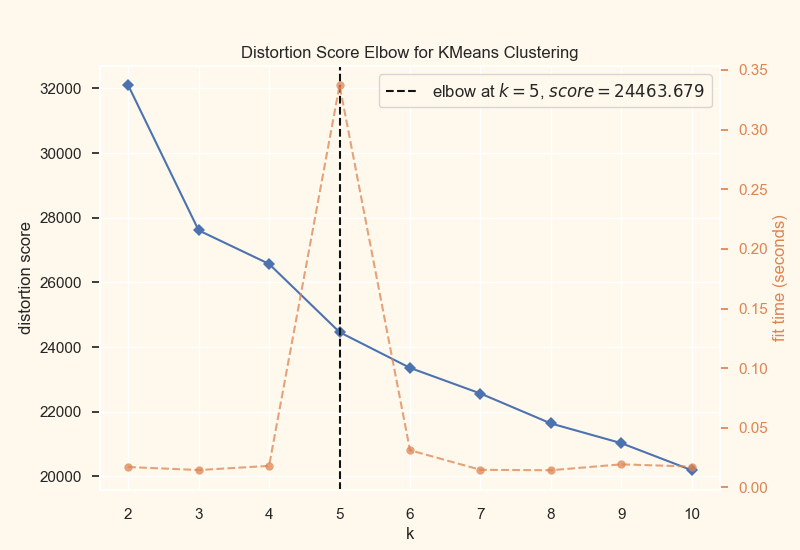 Distortion Score Elbow for KMeans Clustering
elbow at k = 5, score = 24463.679
distortion score
32000
30000
28000
26000
24000
22000
20000
0.35
0.30
0.25
0.20
0.15
0.10
0.05
0.00
fit time (seconds)
2 3 4 5 6 7 8 9 10
k